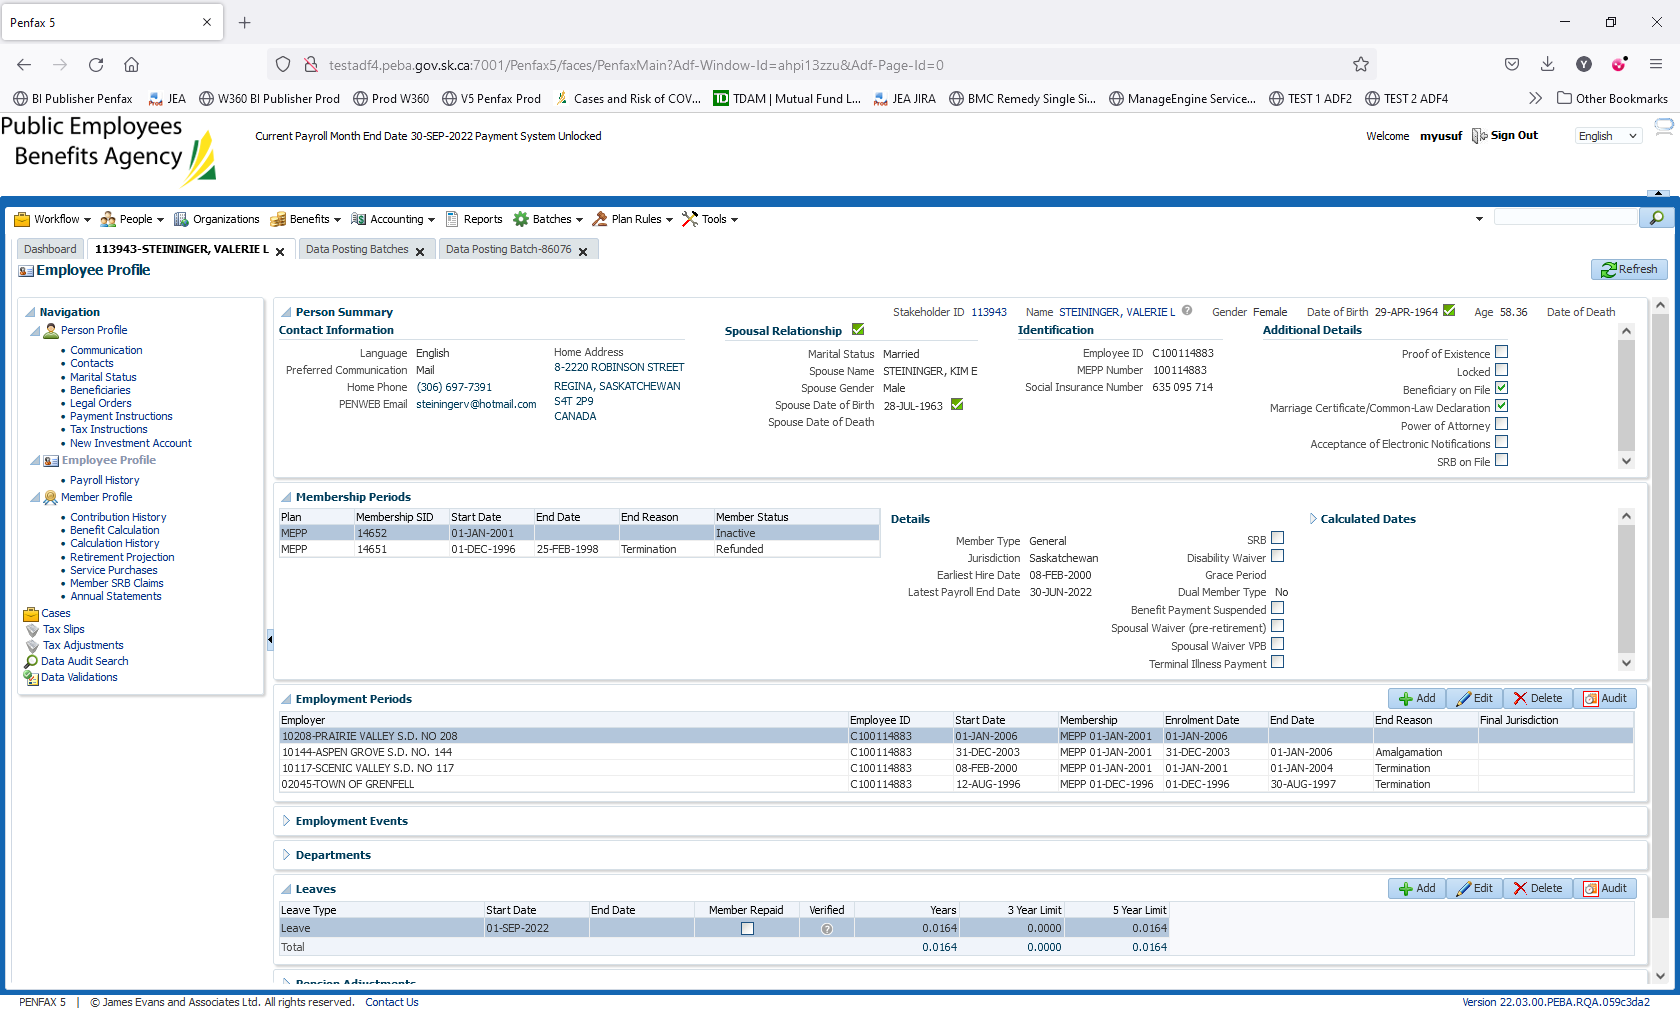 Penfax 5
testadf4.peba.gov.sk.ca:7001/Penfax5/faces/PenfaxMain?Adf-Window-Id=ahpi13zzu&Adf-Page-Id=0
BI Publisher Penfax JEA W360 BI Publisher Prod Prod W360 V5 Penfax Prod Cases and Risk of COV... TD TDAM | Mutual Fund L... JEA JIRA BMC Remedy Single Si... ManageEngine Service... TEST 1 ADF2 TEST 2 ADF4 Other Bookmarks
Public Employees
Benefits Agency
Current Payroll Month End Date 30-SEP-2022 Payment System Unlocked
Welcome myusuf Sign Out English
Workflow People Organizations Benefits Accounting Reports Batches Plan Rules Tools
Dashboard 113943-STEININGER, VALERIE L Data Posting Batches Data Posting Batch-86076
Employee Profile
Refresh
Navigation
Person Profile
Communication
Contacts
Marital Status
Beneficiaries
Legal Orders
Payment Instructions
Tax Instructions
New Investment Account
Employee Profile
Payroll History
Member Profile
Contribution History
Benefit Calculation
Calculation History
Retirement Projection
Service Purchases
Member SRB Claims
Annual Statements
Cases
Tax Slips
Tax Adjustments
Data Audit Search
Data Validations
Person Summary
Stakeholder ID 113943 Name STEININGER, VALERIE L Gender Female Date of Birth 29-APR-1964 Age 58.36 Date of Death
Contact Information
Language English
Preferred Communication Mail
Home Phone (306) 697-7391
PENWEB Email steiningerv@hotmail.com
Home Address
8-2220 ROBINSON STREET
REGINA, SASKATCHEWAN
S4T 2P9
CANADA
Spousal Relationship
Marital Status Married
Spouse Name STEININGER, KIM E
Spouse Gender Male
Spouse Date of Birth 28-JUL-1963
Spouse Date of Death
Identification
Employee ID C100114883
MEPP Number 100114883
Social Insurance Number 635 095 714
Additional Details
Proof of Existence
Locked
Beneficiary on File
Marriage Certificate/Common-Law Declaration
Power of Attorney
Acceptance of Electronic Notifications
SRB on File
Membership Periods
Plan Membership SID Start Date End Date End Reason Member Status
MEPP 14652 01-JAN-2001 Inactive
MEPP 14651 01-DEC-1996 25-FEB-1998 Termination Refunded
Details
Member Type General
Jurisdiction Saskatchewan
Earliest Hire Date 08-FEB-2000
Latest Payroll End Date 30-JUN-2022
SRB
Disability Waiver
Grace Period
Dual Member Type No
Benefit Payment Suspended
Spousal Waiver (pre-retirement)
Spousal Waiver VPB
Terminal Illness Payment
Calculated Dates
Employment Periods
Add Edit Delete Audit
Employer Employee ID Start Date Membership Enrolment Date End Date End Reason Final Jurisdiction
10208-PRAIRIE VALLEY S.D. NO 208 C100114883 01-JAN-2006 MEPP 01-JAN-2001 01-JAN-2006
10144-ASPEN GROVE S.D. NO. 144 C100114883 31-DEC-2003 MEPP 01-JAN-2001 31-DEC-2003 01-JAN-2006 Amalgamation
10117-SCENIC VALLEY S.D. NO 117 C100114883 08-FEB-2000 MEPP 01-JAN-2001 01-JAN-2001 01-JAN-2004 Termination
02045-TOWN OF GRENFELL C100114883 12-AUG-1996 MEPP 01-DEC-1996 01-DEC-1996 30-AUG-1997 Termination
Employment Events
Departments
Leaves
Add Edit Delete Audit
Leave Type Start Date End Date Member Repaid Verified Years 3 Year Limit 5 Year Limit
Leave 01-SEP-2022 0.0164 0.0000 0.0164
Total 0.0164 0.0000 0.0164
Pension Adjustments
PENFAX 5 | © James Evans and Associates Ltd. All rights reserved. Contact Us
Version 22.03.00.PEBA.RQA.059c3da2